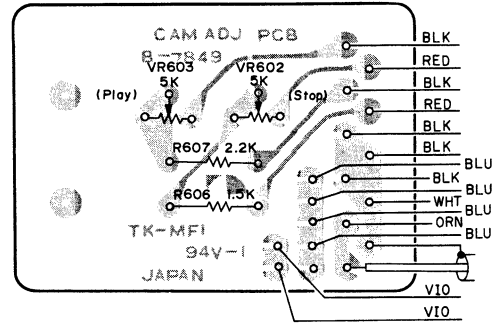 CAM ADJ PCB
B-7849
VR603
5K
VR602
5K
(Play)
(Stop)
R607 2.2K
R606 1.5K
TK-MFI
94V-1
JAPAN
BLK
RED
BLK
RED
BLK
BLK
BLU
BLK
BLU
WHT
BLU
ORN
BLU
VIO
VIO